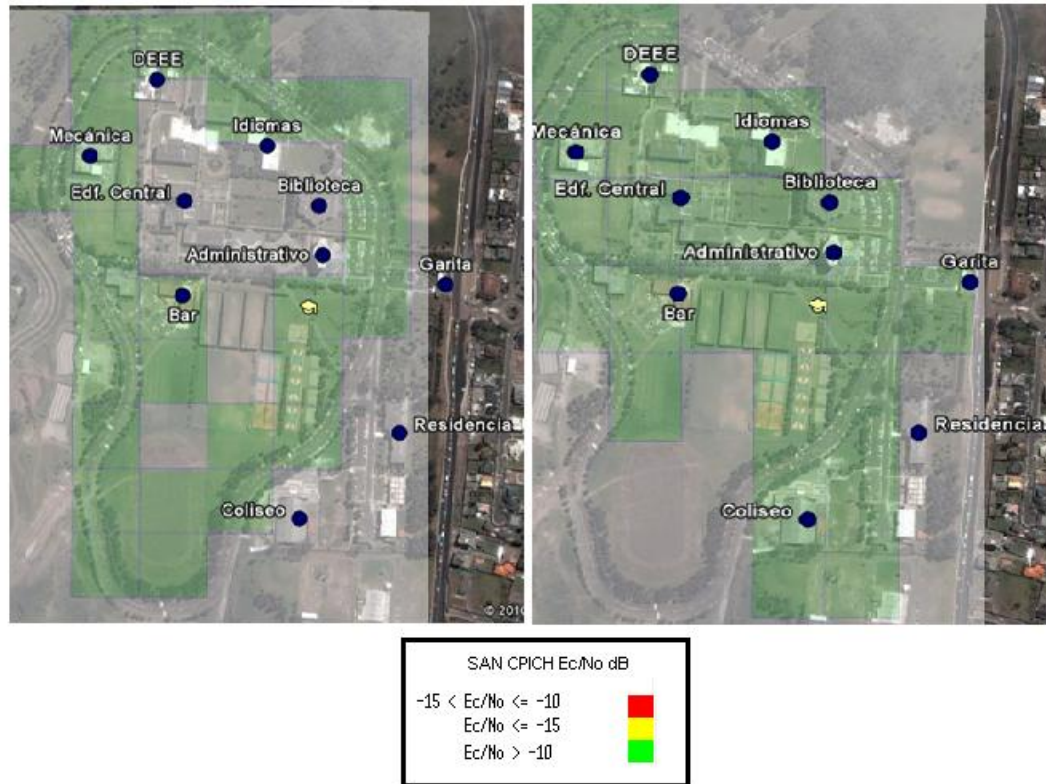 DEEE
Mecánica
Idiomas
Edf. Central
Biblioteca
Administrativo
Garita
Bar
Residencia
Coliseo
© 2010
DEEE
Mecánica
Idiomas
Edf. Central
Biblioteca
Administrativo
Garita
Bar
Residencia
Coliseo
SAN CPICH Ec/No dB
-15 < Ec/No <= -10
Ec/No <= -15
Ec/No > -10